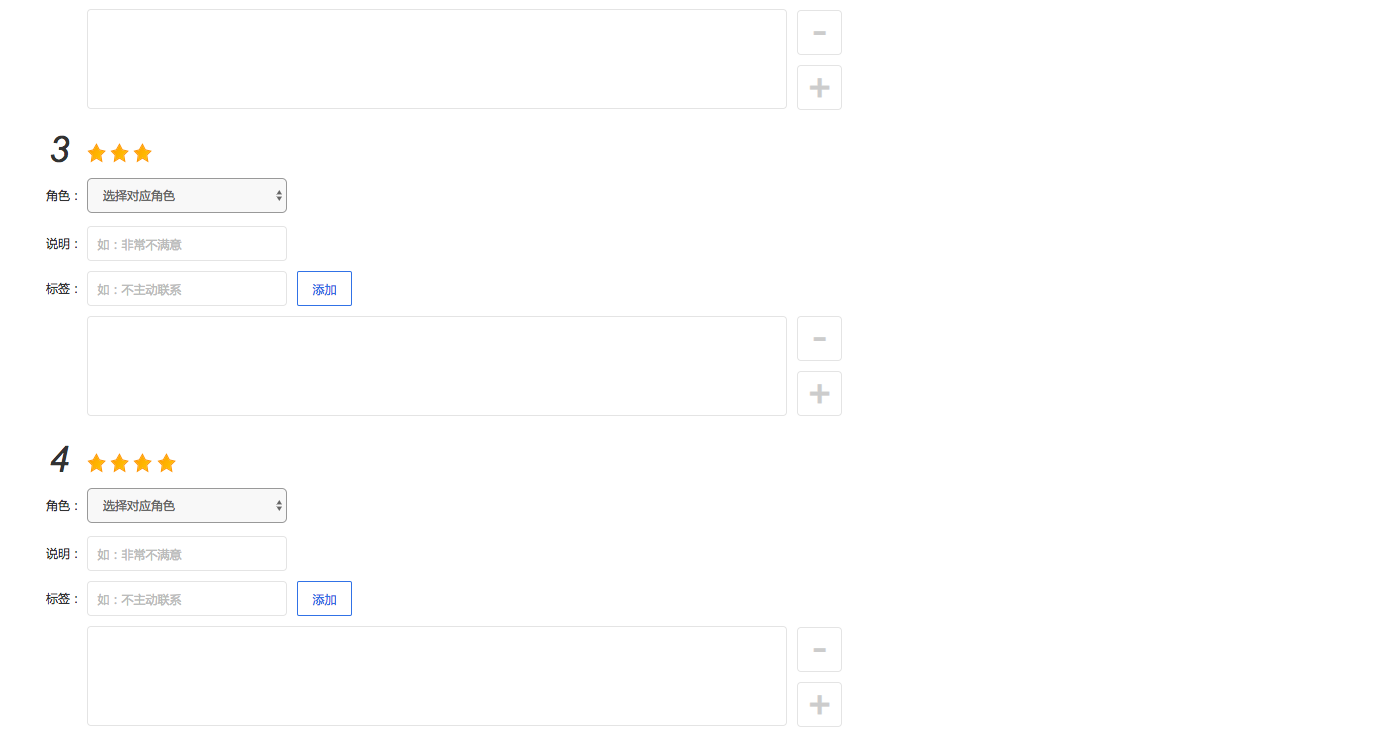 3
角色：
选择对应角色
说明：
如：非常不满意
标签：
如：不主动联系
添加
4
角色：
选择对应角色
说明：
如：非常不满意
标签：
如：不主动联系
添加